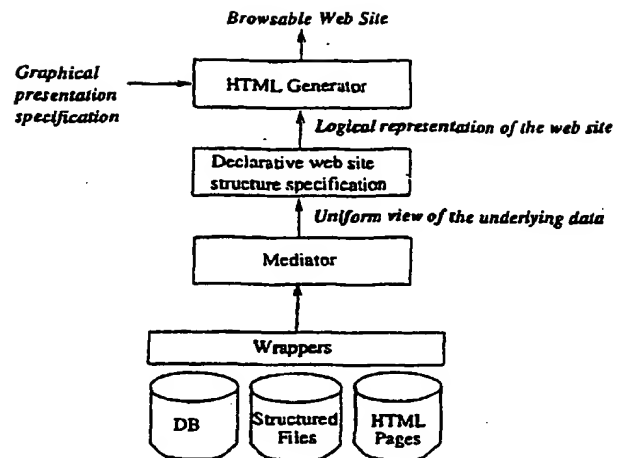 Browsable Web Site
Graphical
presentation
specification
HTML Generator
Logical representation of the web site
Declarative web site
structure specification
Uniform view of the underlying data
Mediator
Wrappers
DB
Structured
Files
HTML
Pages